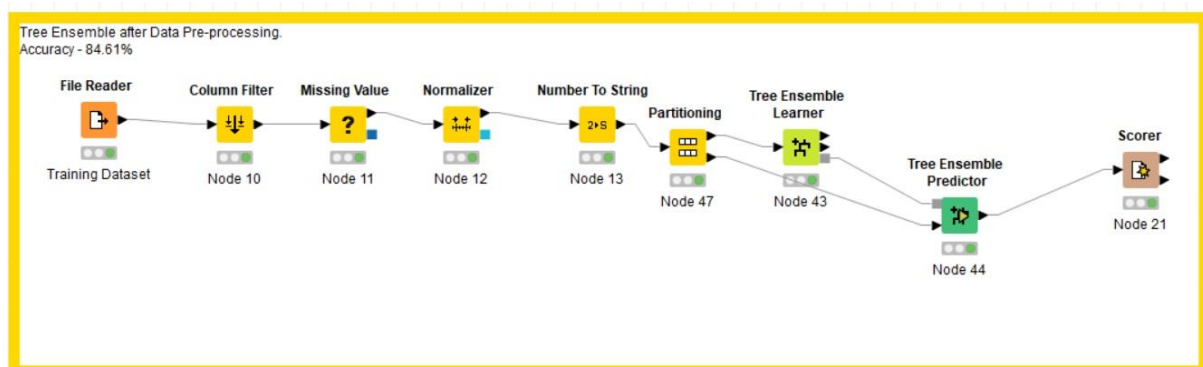 Tree Ensemble after Data Pre-processing.
Accuracy - 84.61%
File Reader
Training Dataset
Column Filter
Node 10
Missing Value
?
Node 11
Normalizer
Node 12
Number To String
2▸S
Node 13
Partitioning
Node 47
Tree Ensemble
Learner
Node 43
Tree Ensemble
Predictor
Node 44
Scorer
Node 21